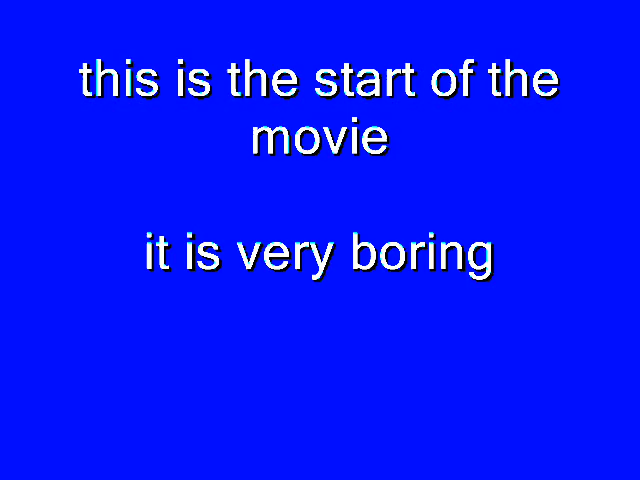 this is the start of the
movie
it is very boring